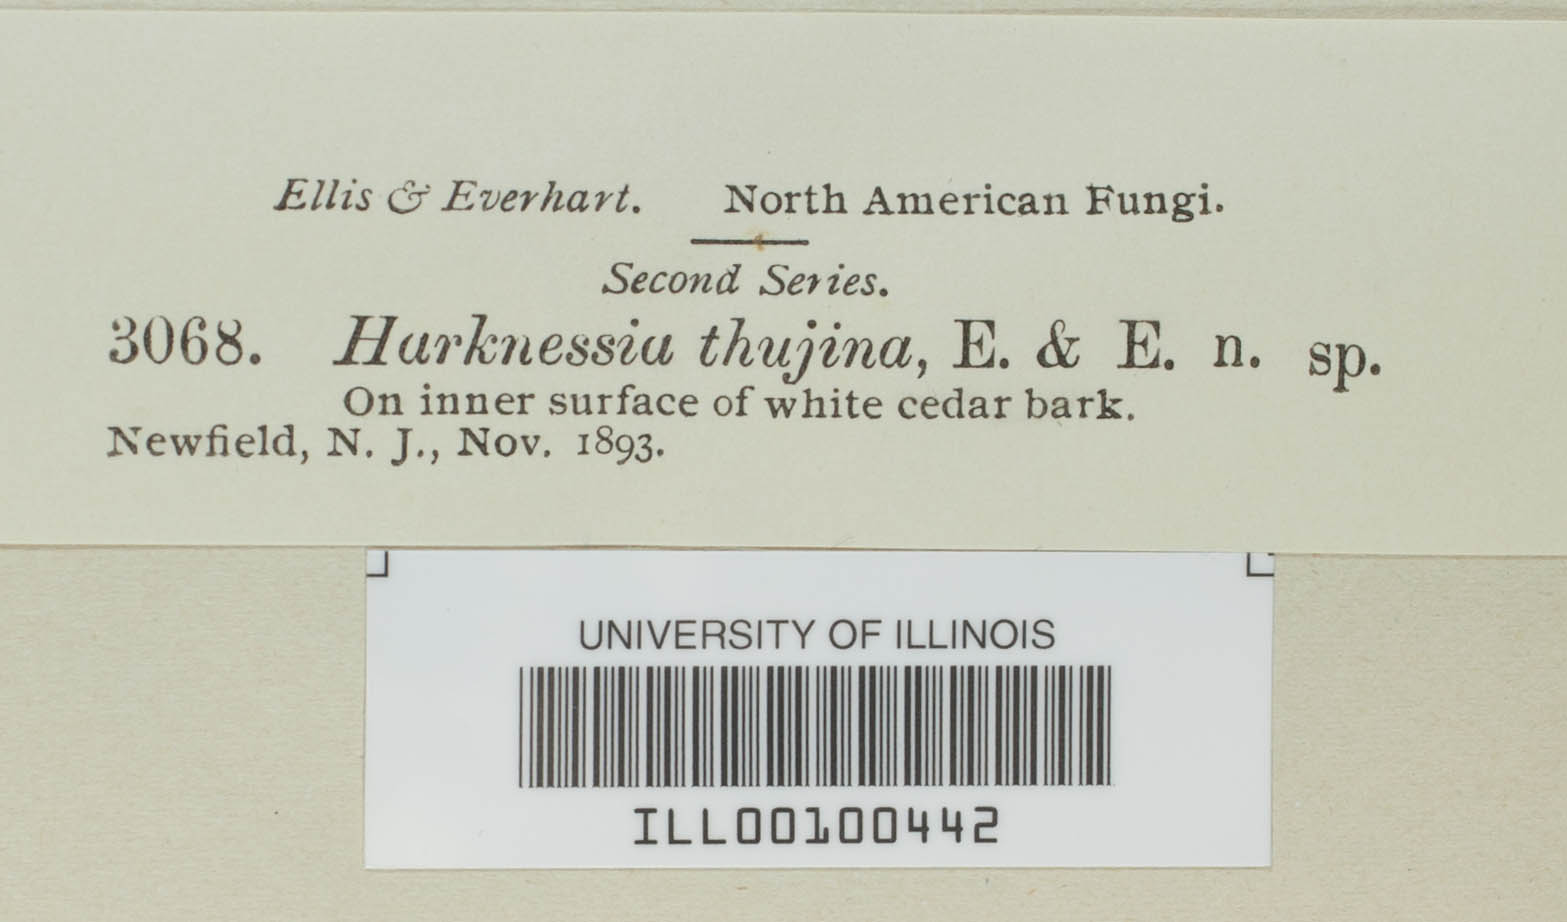 Ellis & Everhart. North American Fungi.
Second Series.
3068. Harknessia thujina, E. & E. n. sp.
On inner surface of white cedar bark.
Newfield, N. J., Nov. 1893.
UNIVERSITY OF ILLINOIS
ILL00100442